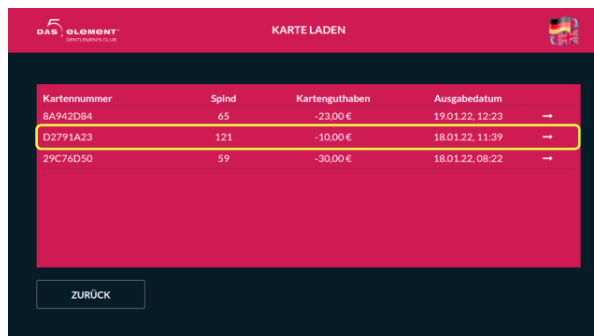 DAS 5 ELEMENT
GENTLEMEN'S CLUB
KARTE LADEN
Kartennummer Spind Kartenguthaben Ausgabedatum
8A942D84 65 -23,00 € 19.01.22, 12:23 →
D2791A23 121 -10,00 € 18.01.22, 11:39 →
29C76D50 59 -30,00 € 18.01.22, 08:22 →
ZURÜCK